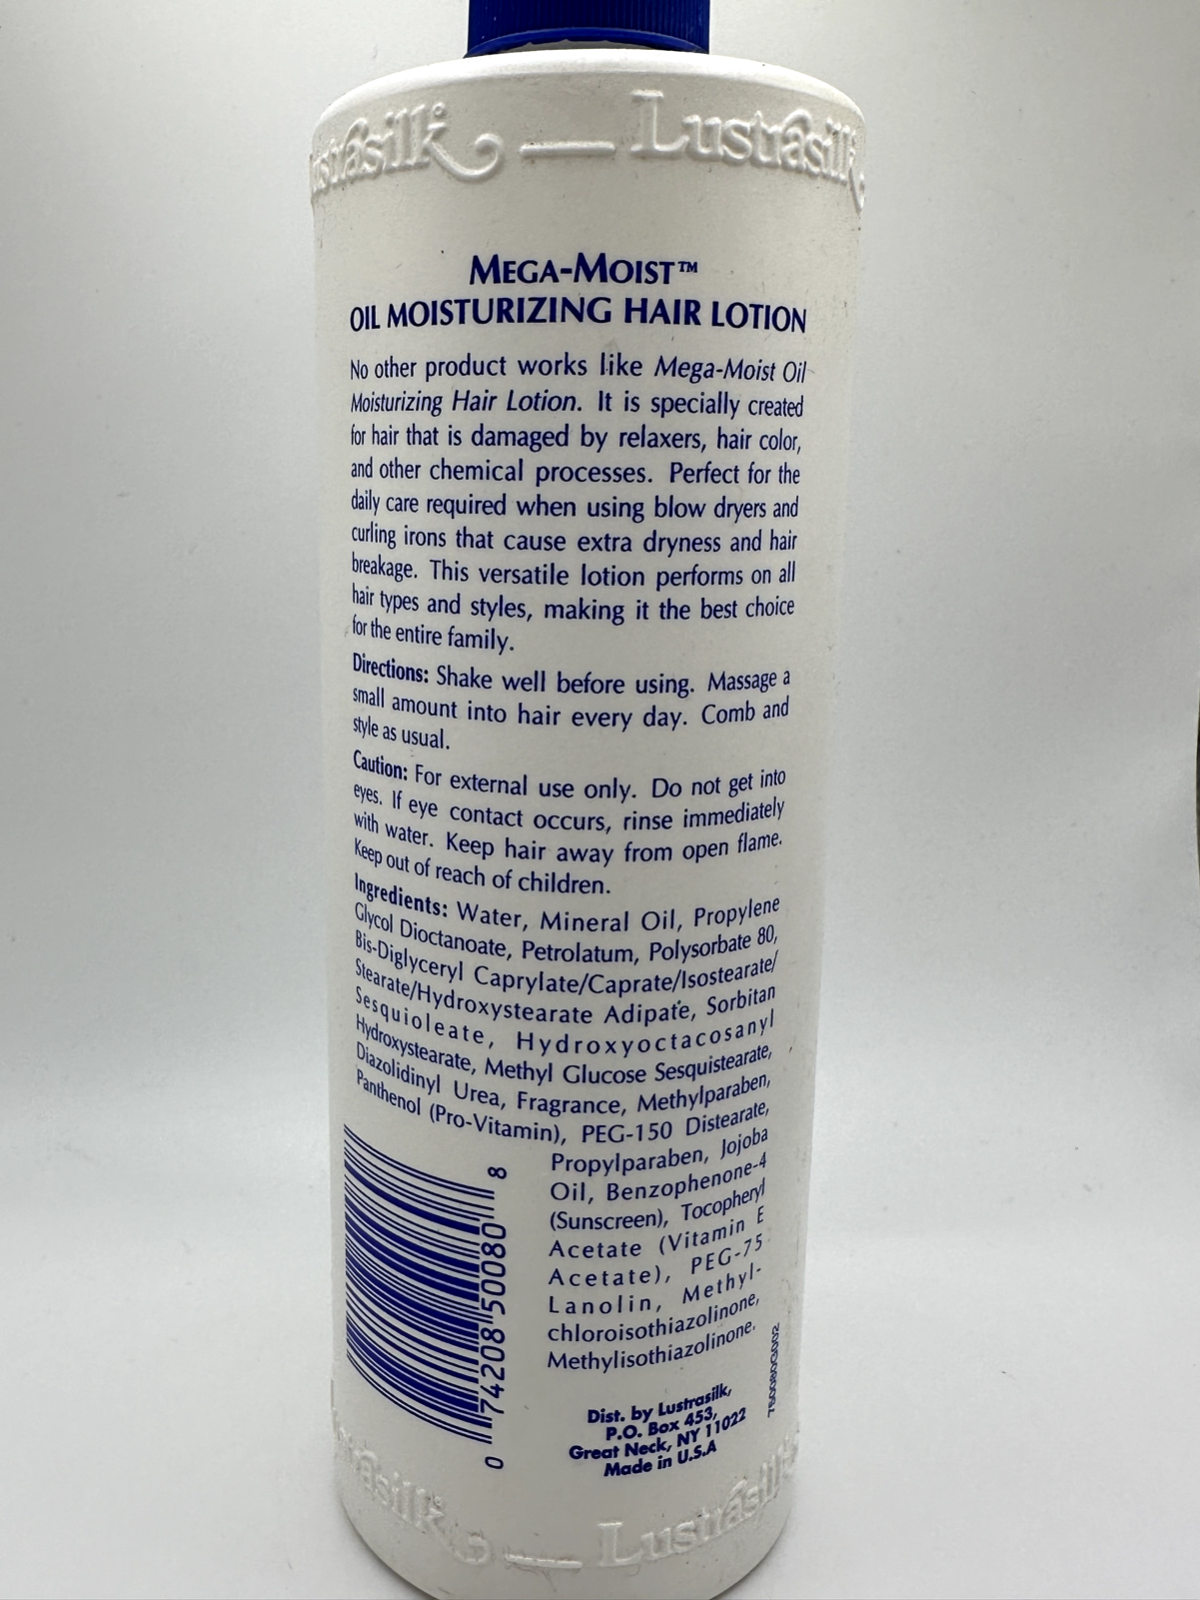 Lustrasilk — Lustrasilk
MEGA-MOIST™
OIL MOISTURIZING HAIR LOTION
No other product works like Mega-Moist Oil
Moisturizing Hair Lotion. It is specially created
for hair that is damaged by relaxers, hair color,
and other chemical processes. Perfect for the
daily care required when using blow dryers and
curling irons that cause extra dryness and hair
breakage. This versatile lotion performs on all
hair types and styles, making it the best choice
for the entire family.
Directions: Shake well before using. Massage a
small amount into hair every day. Comb and
style as usual.
Caution: For external use only. Do not get into
eyes. If eye contact occurs, rinse immediately
with water. Keep hair away from open flame.
Keep out of reach of children.
Ingredients: Water, Mineral Oil, Propylene
Glycol Dioctanoate, Petrolatum, Polysorbate 80,
Bis-Diglyceryl Caprylate/Caprate/Isostearate/
Stearate/Hydroxystearate Adipate, Sorbitan
Sesquioleate, Hydroxyoctacosanyl
Hydroxystearate, Methyl Glucose Sesquistearate,
Diazolidinyl Urea, Fragrance, Methylparaben,
Panthenol (Pro-Vitamin), PEG-150 Distearate,
Propylparaben, Jojoba
Oil, Benzophenone-4
(Sunscreen), Tocopheryl
Acetate (Vitamin E
Acetate), PEG-75
Lanolin, Methyl-
chloroisothiazolinone,
Methylisothiazolinone.
0 74208 50080 8
750080G002
Dist. by Lustrasilk,
P.O. Box 453,
Great Neck, NY 11022
Made in U.S.A
Lustrasilk — Lustrasilk